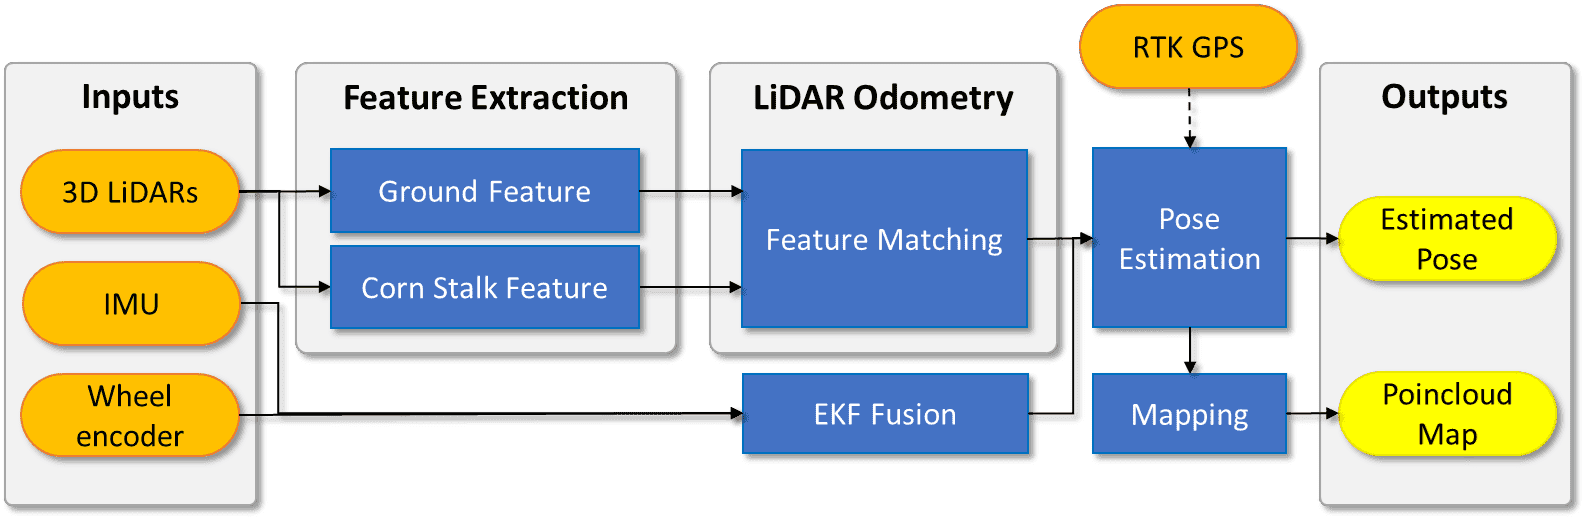 Inputs
3D LiDARs
IMU
Wheel
encoder
Feature Extraction
Ground Feature
Corn Stalk Feature
LiDAR Odometry
Feature Matching
EKF Fusion
RTK GPS
Pose
Estimation
Mapping
Outputs
Estimated
Pose
Poincloud
Map